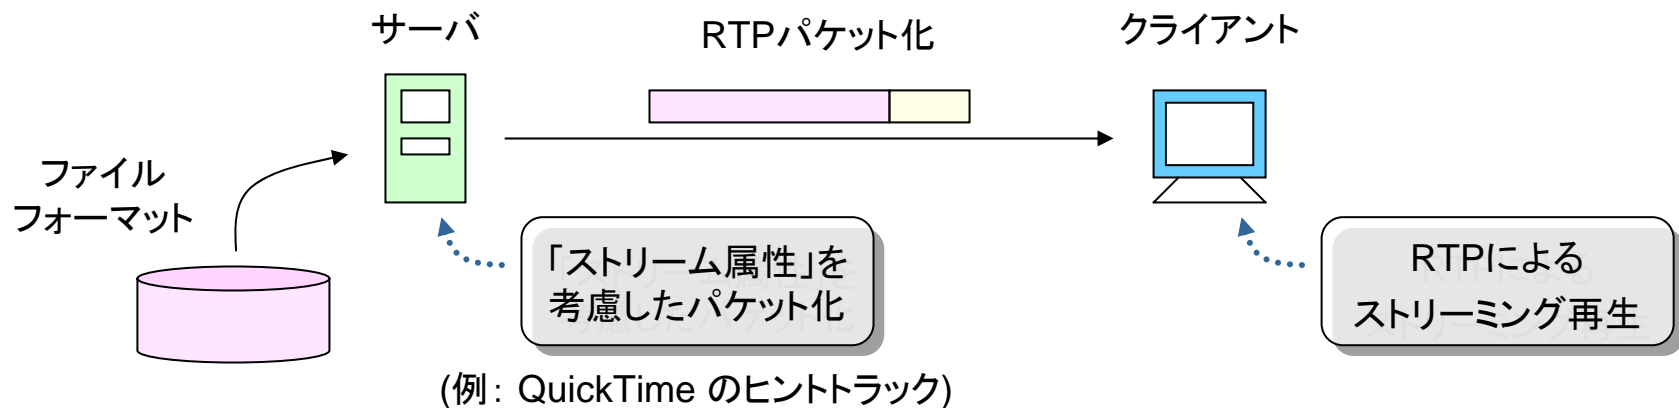 サーバ
RTPパケット化
クライアント
ファイル
フォーマット
「ストリーム属性」を
考慮したパケット化
RTPによる
ストリーミング再生
(例： QuickTime のヒントトラック)